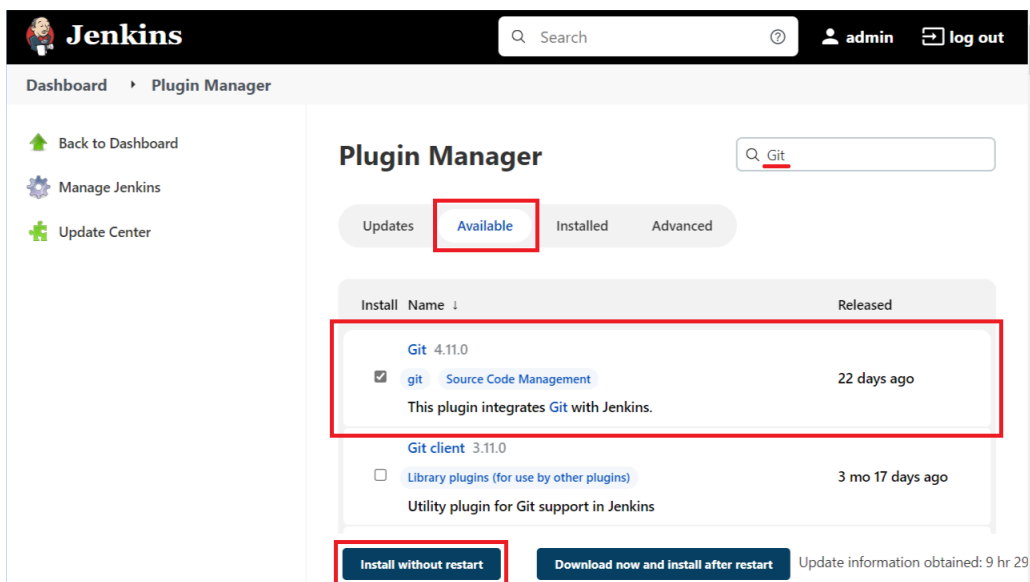 Jenkins
Search
admin
log out
Dashboard Plugin Manager
Back to Dashboard
Manage Jenkins
Update Center
Plugin Manager
Git
Updates Available Installed Advanced
Install Name ↓ Released
Git 4.11.0
git Source Code Management
22 days ago
This plugin integrates Git with Jenkins.
Git client 3.11.0
Library plugins (for use by other plugins)
3 mo 17 days ago
Utility plugin for Git support in Jenkins
Install without restart
Download now and install after restart
Update information obtained: 9 hr 29